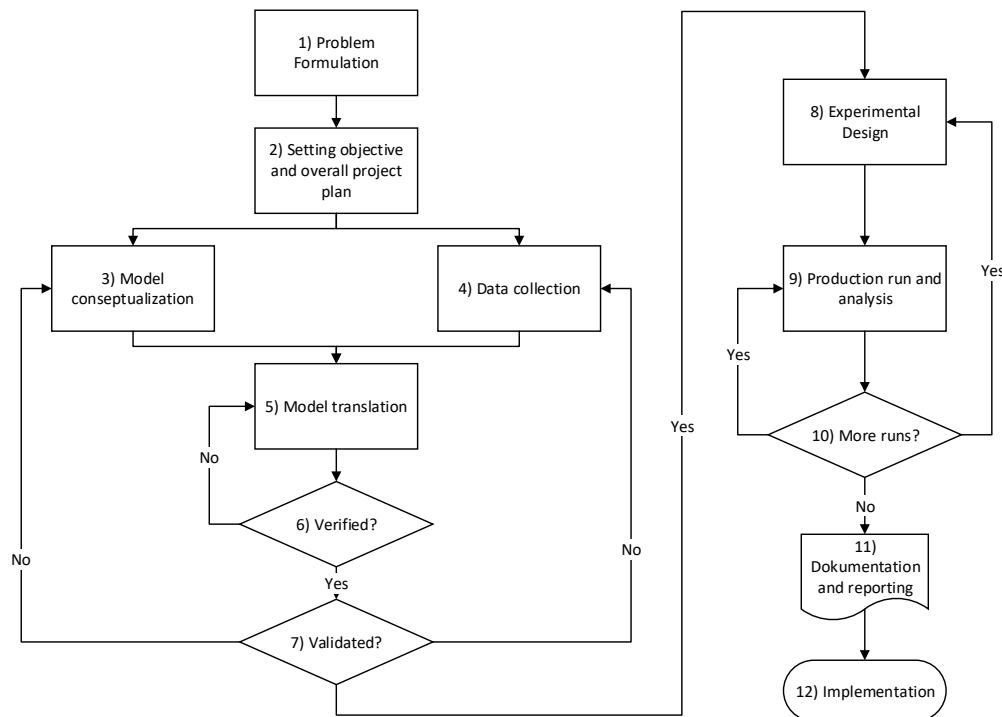 1) Problem
Formulation
2) Setting objective
and overall project
plan
3) Model
conseptualization
4) Data collection
5) Model translation
No
6) Verified?
Yes
No
No
7) Validated?
Yes
8) Experimental
Design
9) Production run and
analysis
Yes
Yes
10) More runs?
No
11)
Dokumentation
and reporting
12) Implementation